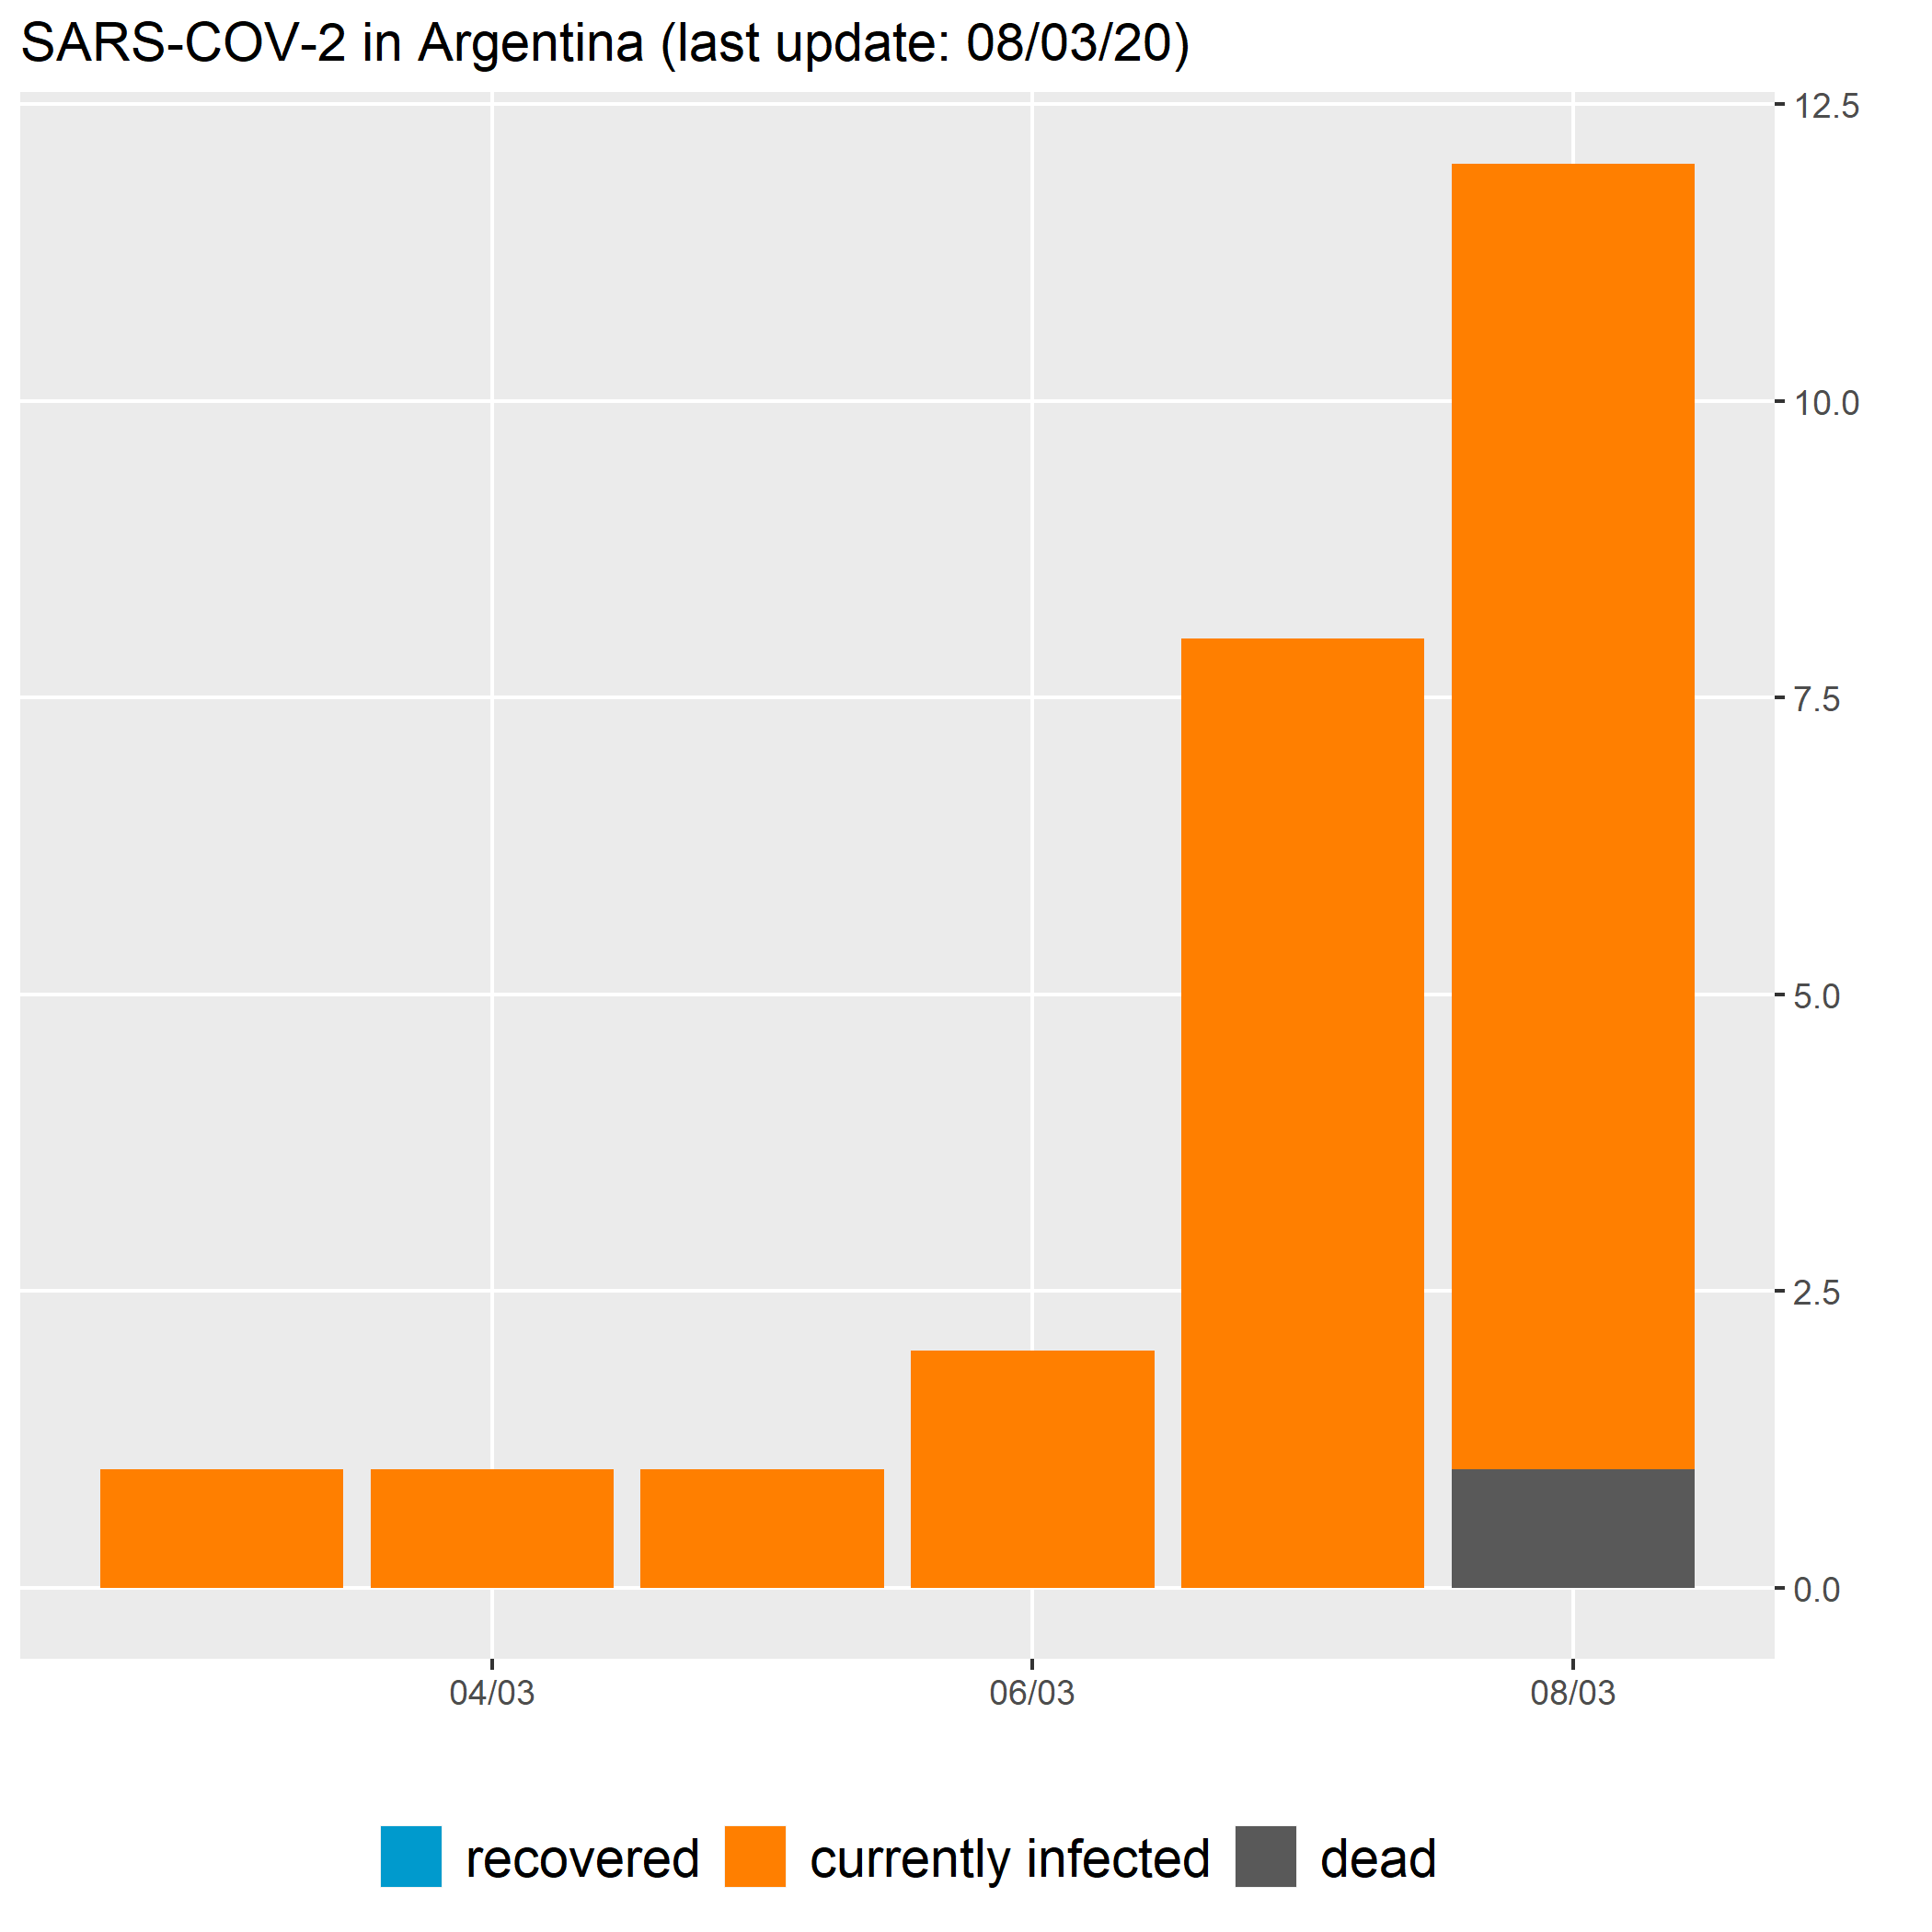 SARS-COV-2 in Argentina (last update: 08/03/20)
12.5
10.0
7.5
5.0
2.5
0.0
04/03 06/03 08/03
recovered currently infected dead